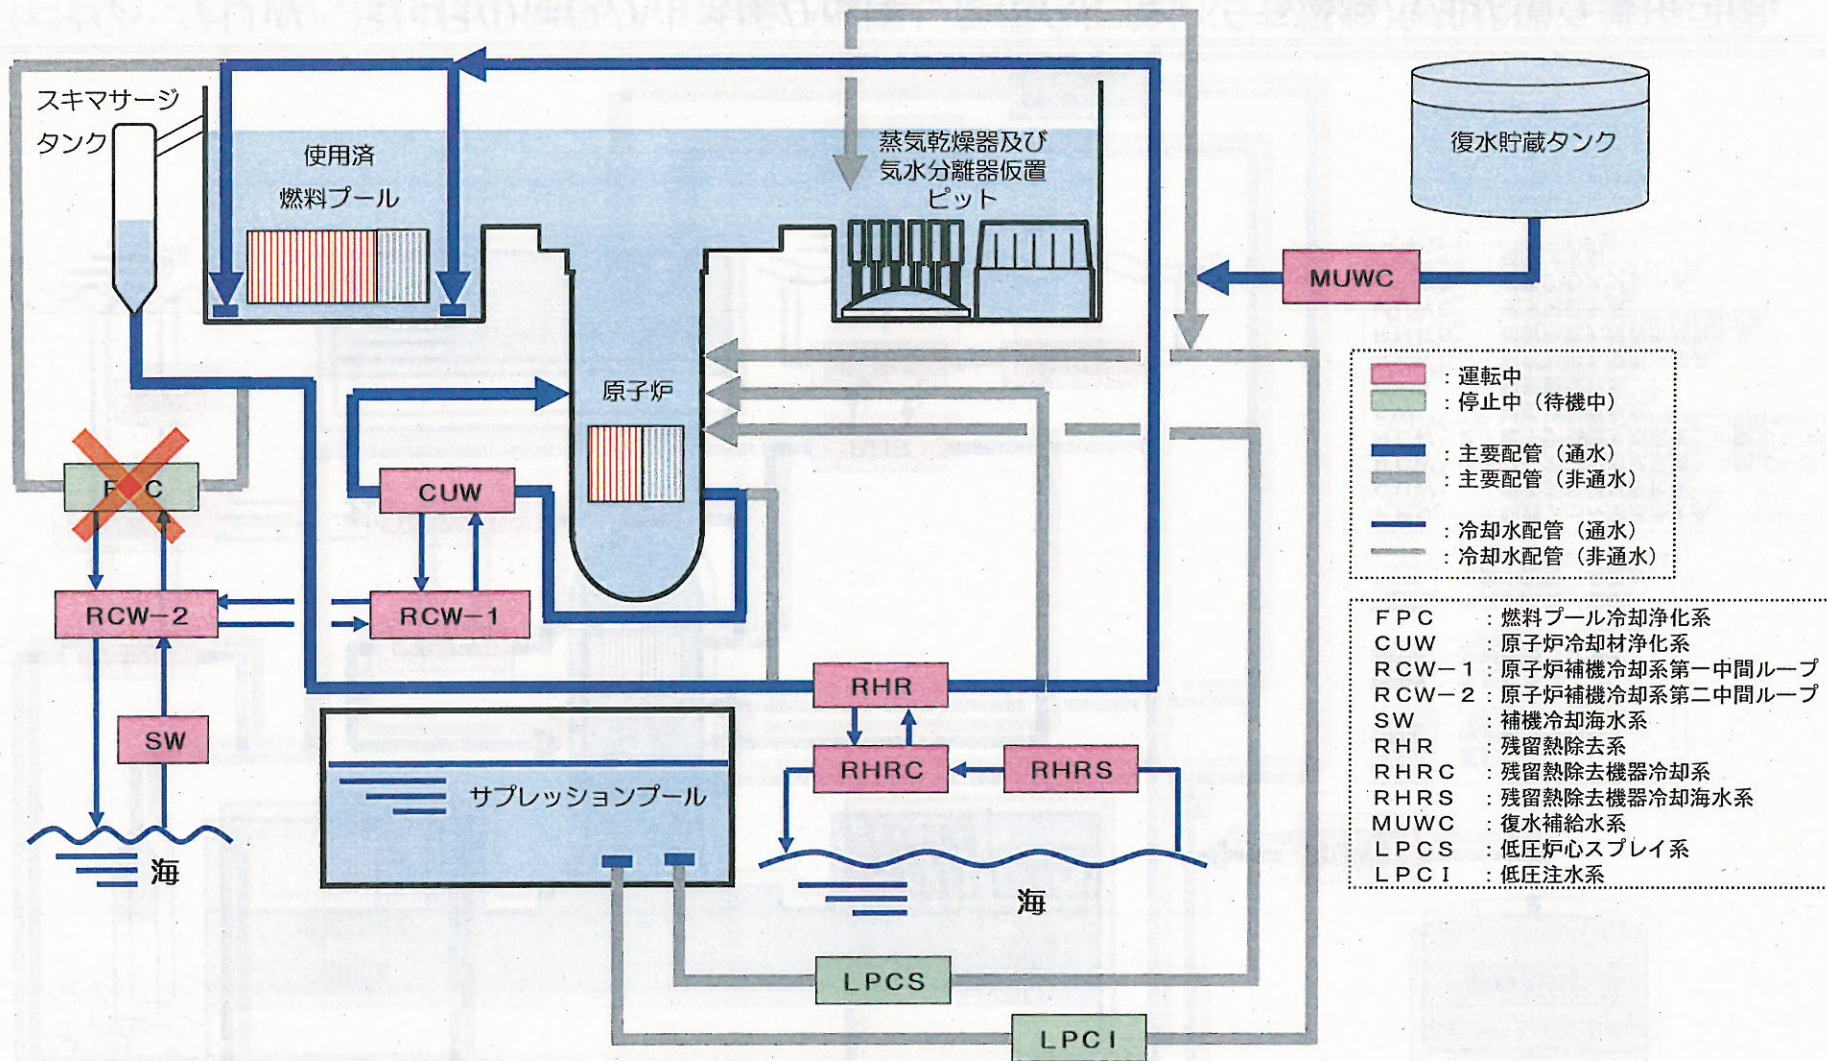 スキマサージ
タンク
使用済
燃料プール
蒸気乾燥器及び
気水分離器仮置
ピット
復水貯蔵タンク
MUWC
原子炉
CUW
RCW-2
RCW-1
SW
RHR
RHRC
RHRS
サプレッションプール
海
海
LPCS
LPCI
：運転中
：停止中（待機中）
：主要配管（通水）
：主要配管（非通水）
：冷却水配管（通水）
：冷却水配管（非通水）
FPC：燃料プール冷却浄化系
CUW：原子炉冷却材浄化系
RCW-1：原子炉補機冷却系第一中間ループ
RCW-2：原子炉補機冷却系第二中間ループ
SW：補機冷却海水系
RHR：残留熱除去系
RHRC：残留熱除去機器冷却系
RHRS：残留熱除去機器冷却海水系
MUWC：復水補給水系
LPCS：低圧炉心スプレイ系
LPCI：低圧注水系